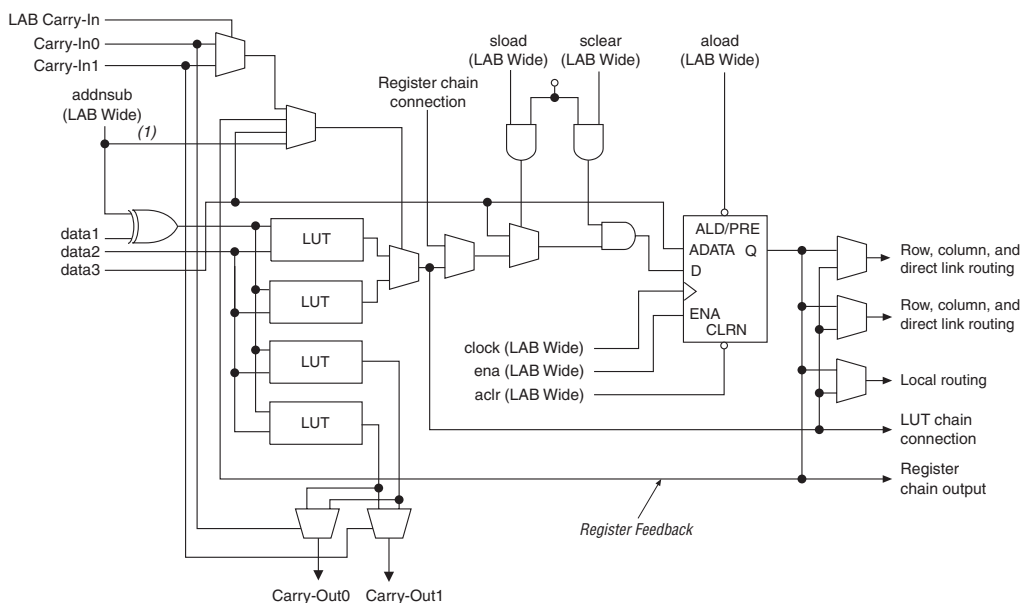 LAB Carry-In
Carry-In0
Carry-In1
addnsub
(LAB Wide)
(1)
data1
data2
data3
Register chain
connection
sload
(LAB Wide)
sclear
(LAB Wide)
aload
(LAB Wide)
LUT
LUT
LUT
LUT
ALD/PRE
ADATA Q
D
ENA
CLRN
clock (LAB Wide)
ena (LAB Wide)
aclr (LAB Wide)
Row, column, and
direct link routing
Row, column, and
direct link routing
Local routing
LUT chain
connection
Register
chain output
Register Feedback
Carry-Out0
Carry-Out1